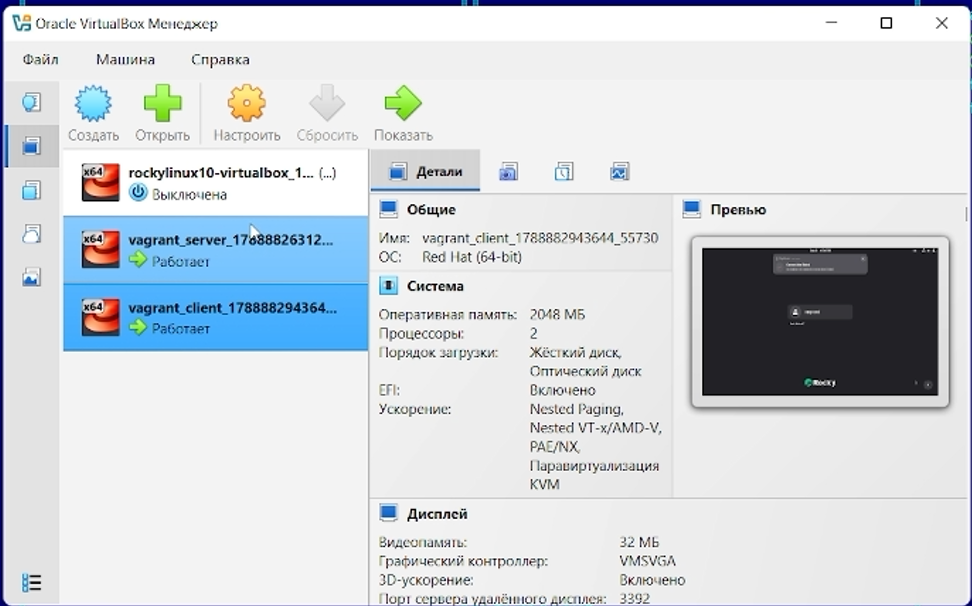 Oracle VirtualBox Менеджер
Файл Машина Справка
Создать Открыть Настроить Сбросить Показать
x64 rockylinux10-virtualbox_1... (...)
Выключена
x64 vagrant_server_17888826312...
Работает
x64 vagrant_client_178888294364...
Работает
Детали
Общие
Имя: vagrant_client_1788882943644_55730
ОС: Red Hat (64-bit)
Система
Оперативная память: 2048 МБ
Процессоры: 2
Порядок загрузки: Жёсткий диск,
Оптический диск
EFI: Включено
Ускорение: Nested Paging,
Nested VT-x/AMD-V,
PAE/NX,
Паравиртуализация
KVM
Превью
Rocky
Дисплей
Видеопамять: 32 МБ
Графический контроллер: VMSVGA
3D-ускорение: Включено
Порт сервера удалённого дисплея: 3392